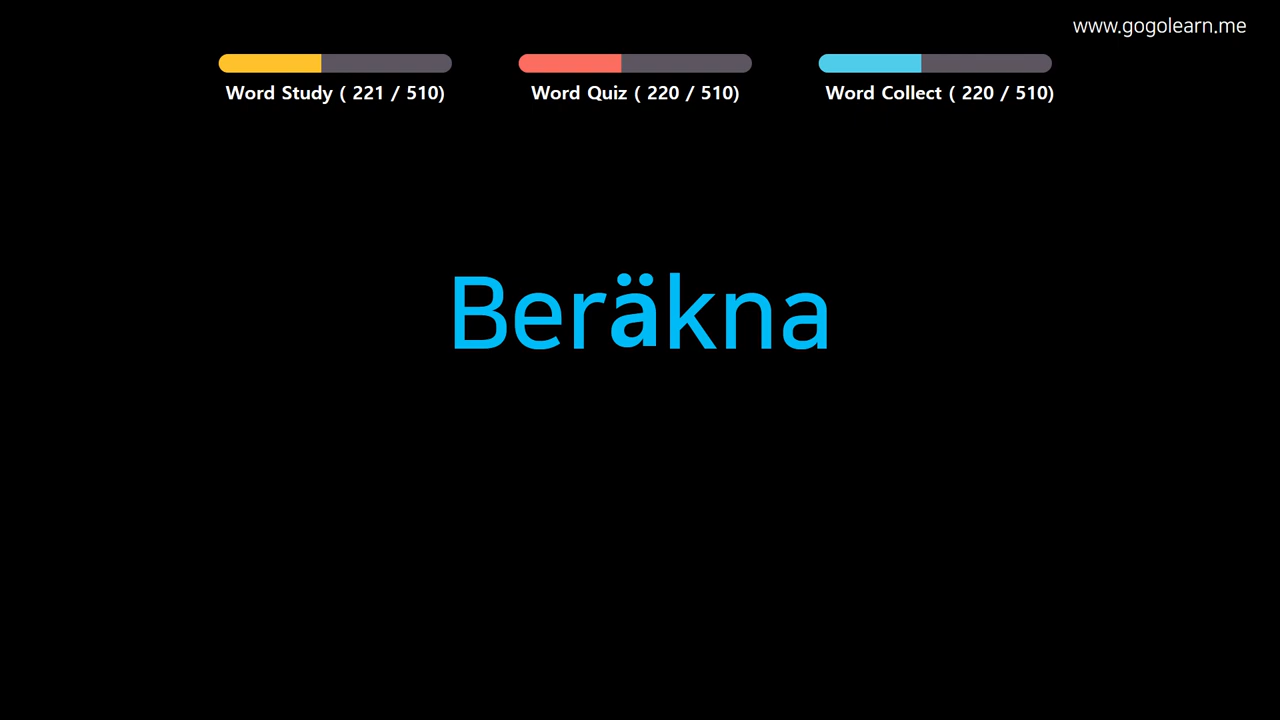 www.gogolearn.me
Word Study ( 221 / 510)
Word Quiz ( 220 / 510)
Word Collect ( 220 / 510)
Beräkna